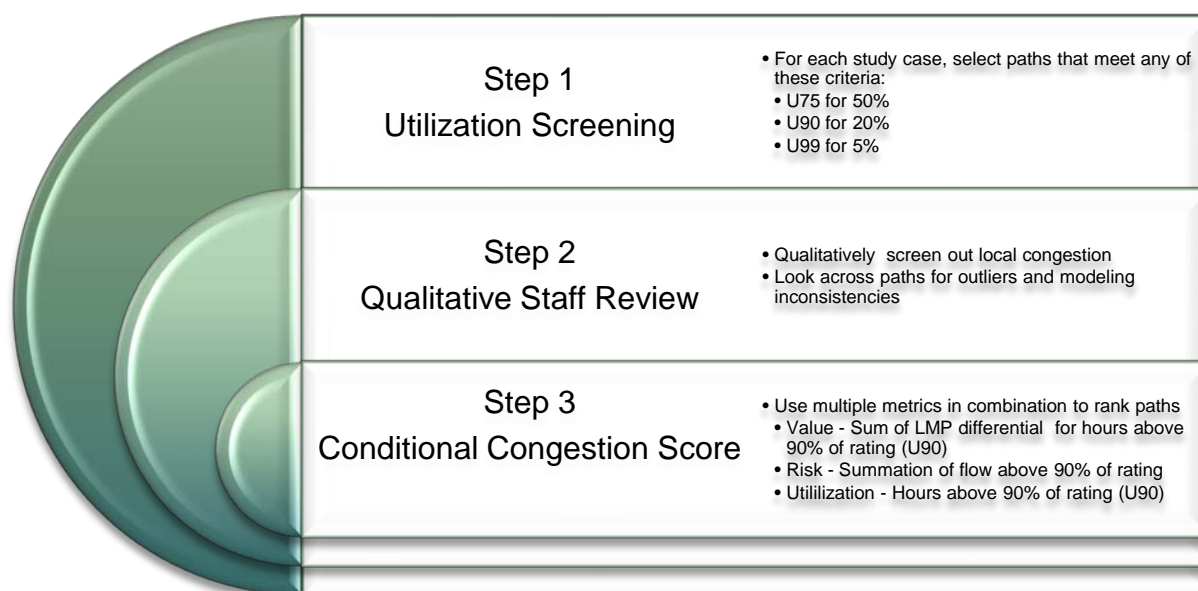 Step 1
Utilization Screening
• For each study case, select paths that meet any of
these criteria:
• U75 for 50%
• U90 for 20%
• U99 for 5%
Step 2
Qualitative Staff Review
• Qualitatively screen out local congestion
• Look across paths for outliers and modeling
inconsistencies
Step 3
Conditional Congestion Score
• Use multiple metrics in combination to rank paths
• Value - Sum of LMP differential for hours above
90% of rating (U90)
• Risk - Summation of flow above 90% of rating
• Utililization - Hours above 90% of rating (U90)